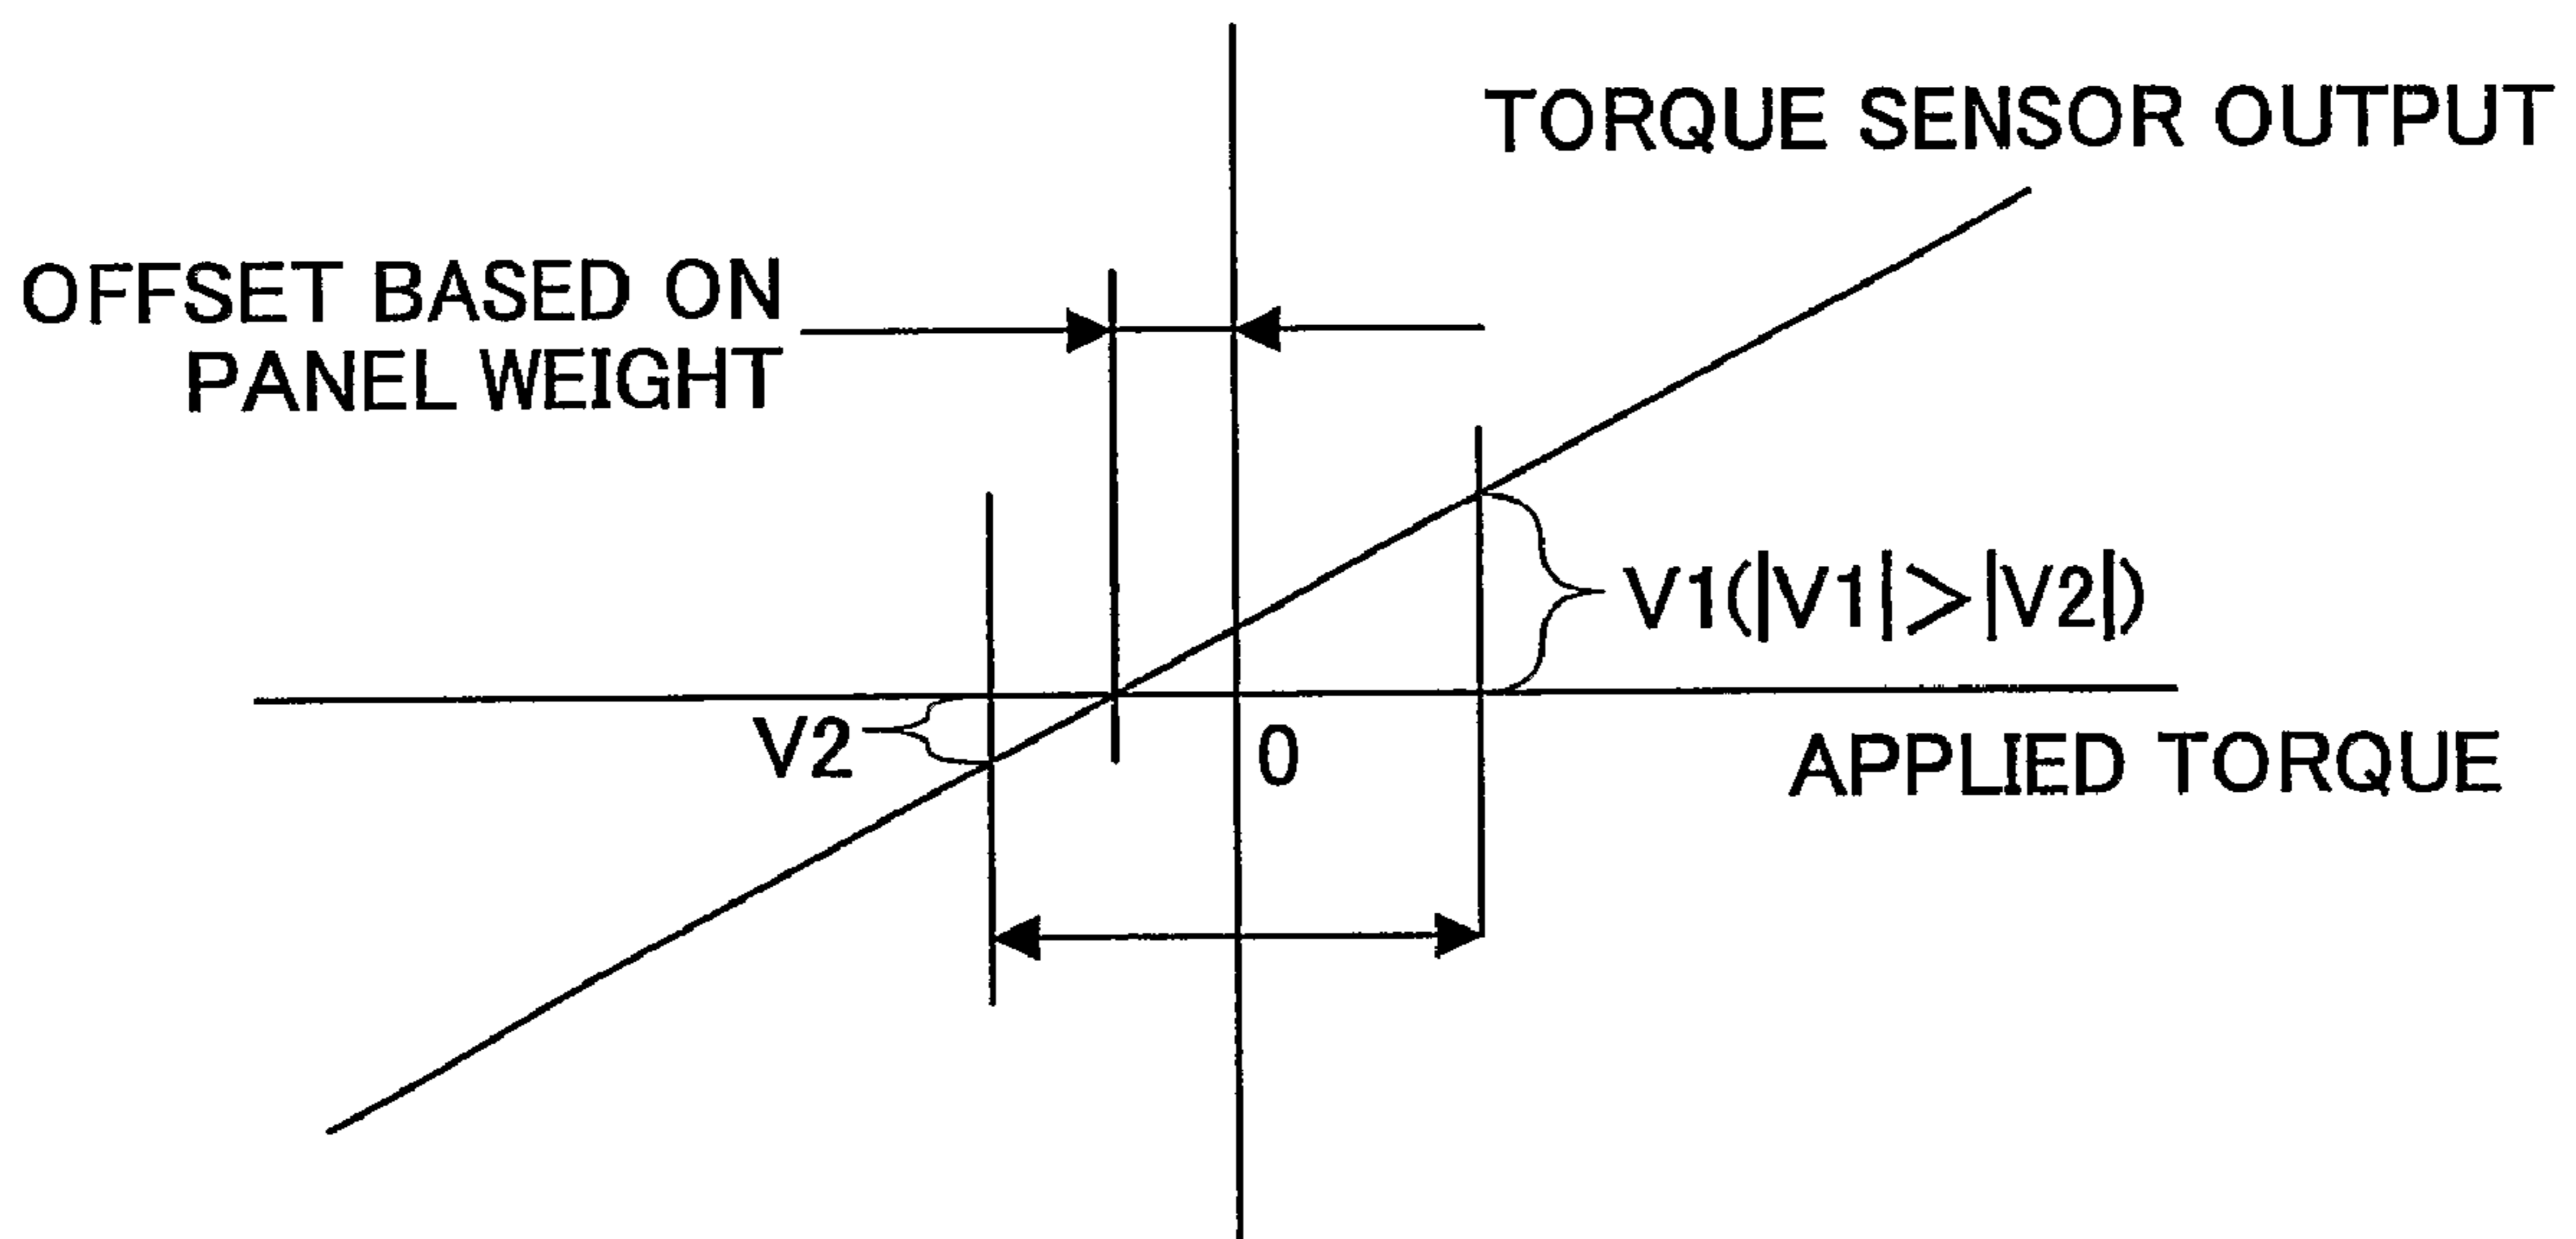 TORQUE SENSOR OUTPUT
OFFSET BASED ON
PANEL WEIGHT
V1(|V1|>|V2|)
V2
0
APPLIED TORQUE